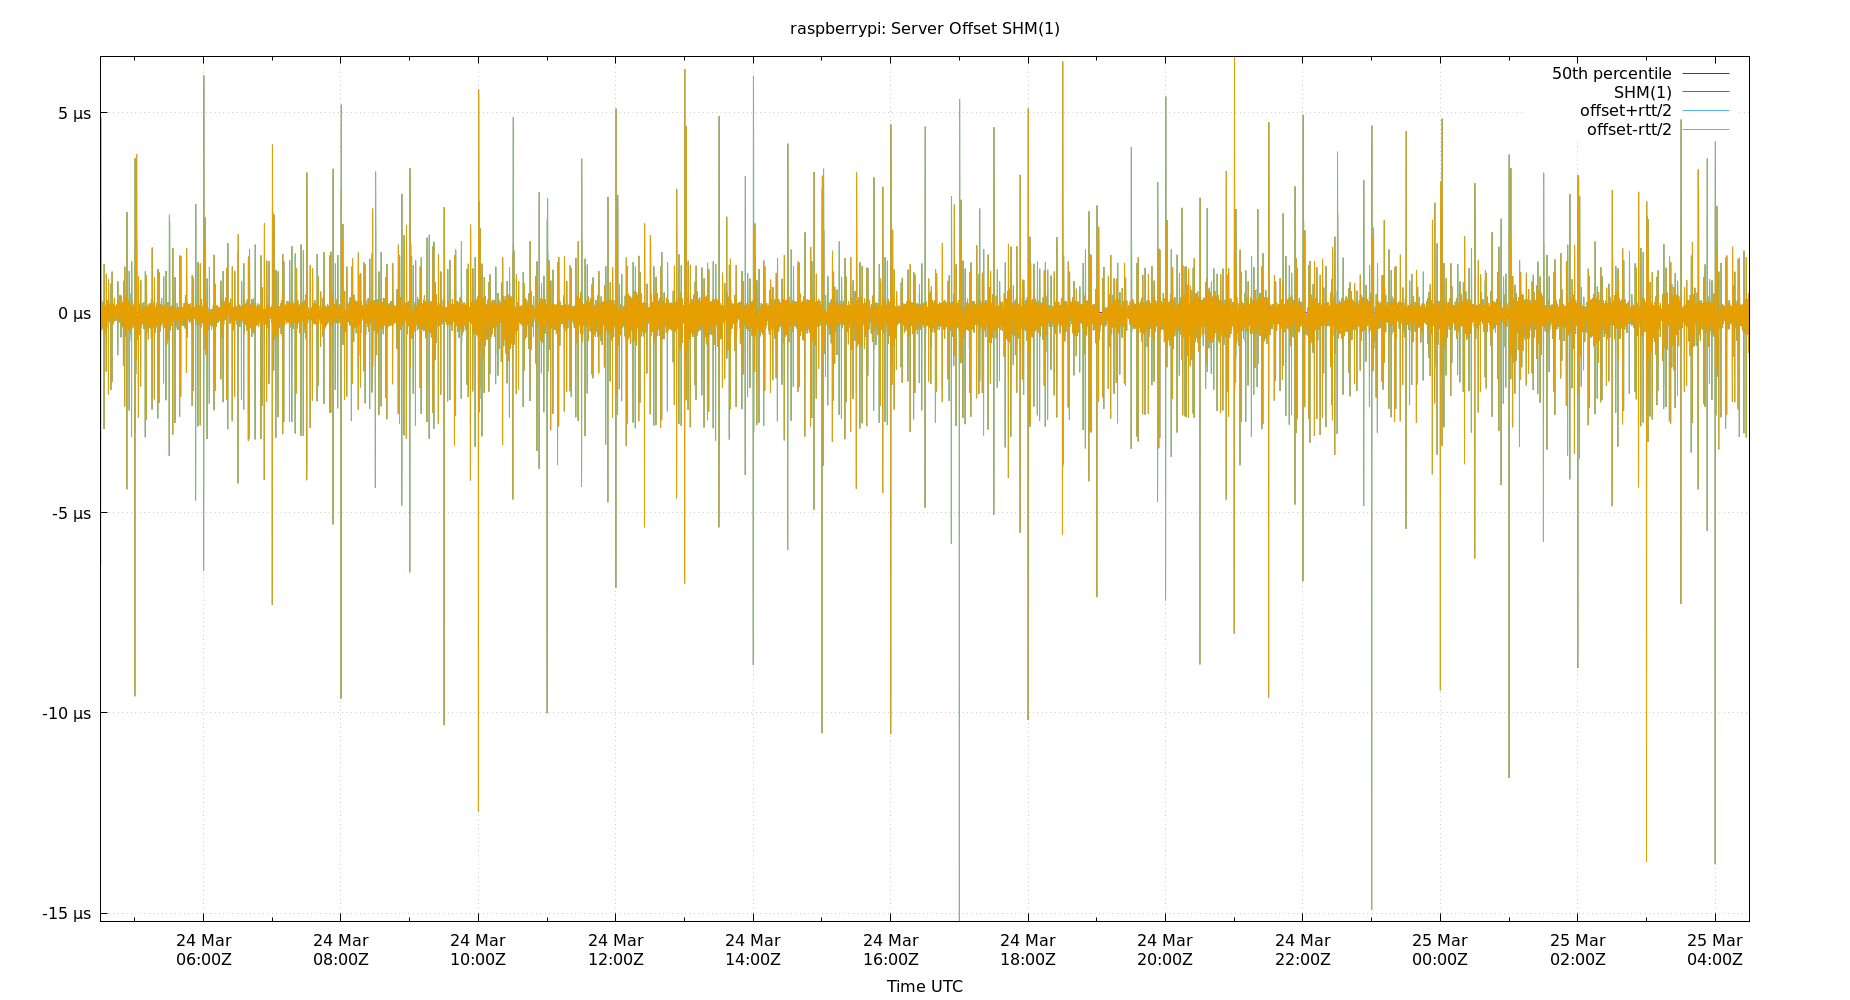 raspberrypi: Server Offset SHM(1)
50th percentile
SHM(1)
offset+rtt/2
offset-rtt/2
5 µs
0 µs
-5 µs
-10 µs
-15 µs
24 Mar 24 Mar 24 Mar 24 Mar 24 Mar 24 Mar 24 Mar 24 Mar 24 Mar 25 Mar 25 Mar 25 Mar
06:00Z 08:00Z 10:00Z 12:00Z 14:00Z 16:00Z 18:00Z 20:00Z 22:00Z 00:00Z 02:00Z 04:00Z
Time UTC